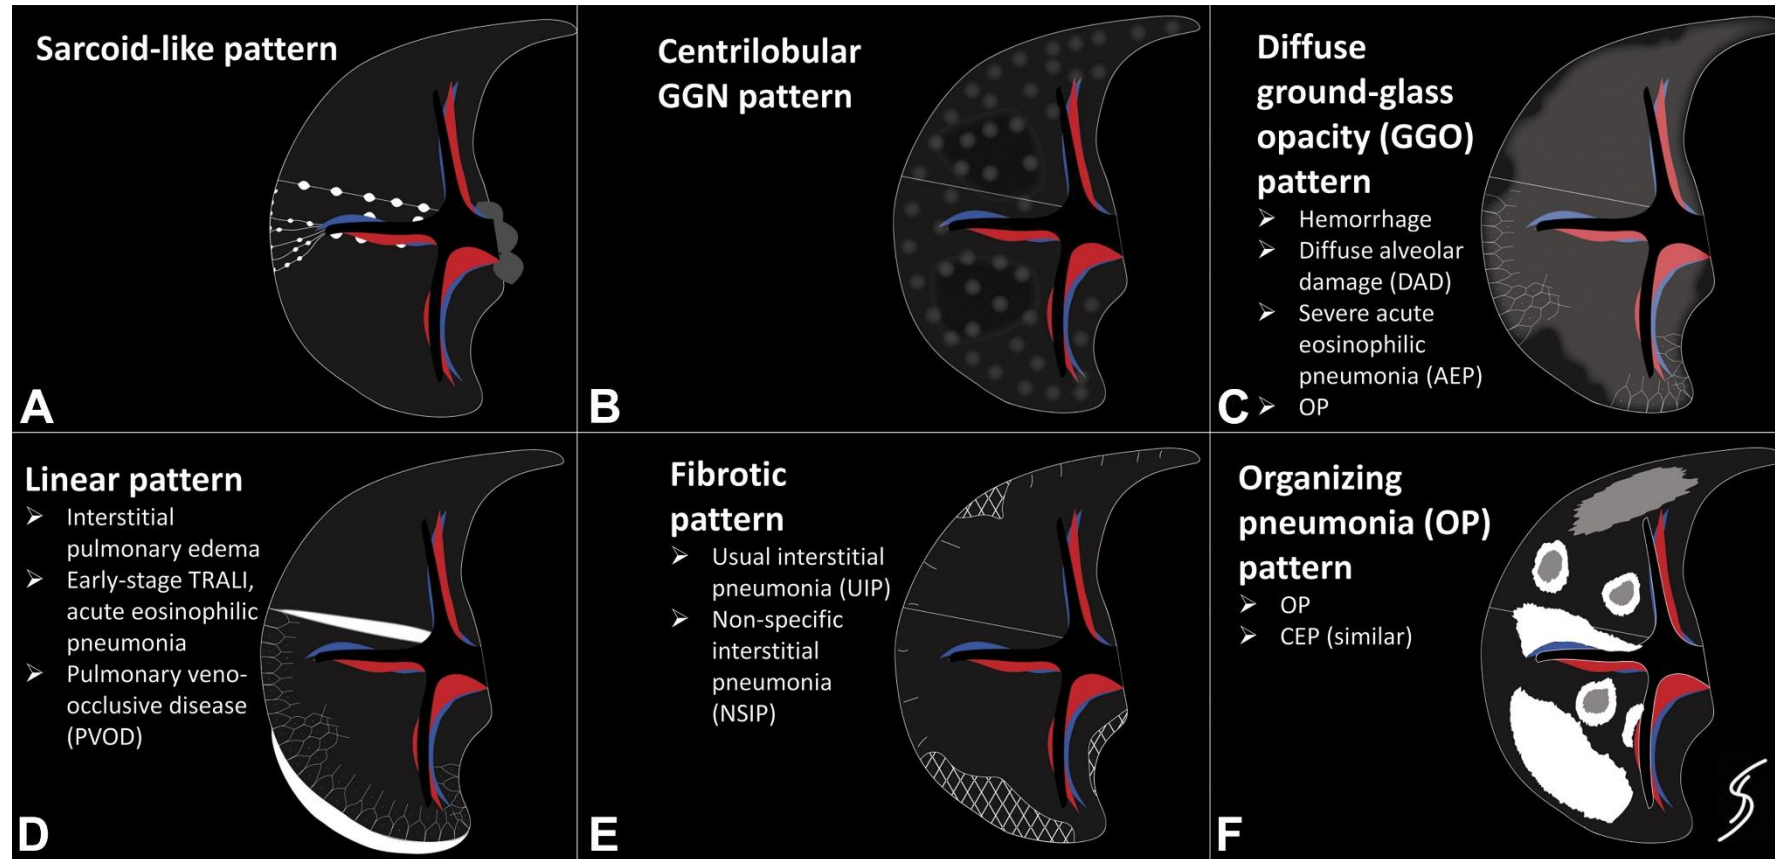 Sarcoid-like pattern
A
Centrilobular
GGN pattern
B
Diffuse
ground-glass
opacity (GGO)
pattern
➢ Hemorrhage
➢ Diffuse alveolar
damage (DAD)
➢ Severe acute
eosinophilic
pneumonia (AEP)
➢ OP
C
Linear pattern
➢ Interstitial
pulmonary edema
➢ Early-stage TRALI,
acute eosinophilic
pneumonia
➢ Pulmonary veno-
occlusive disease
(PVOD)
D
Fibrotic
pattern
➢ Usual interstitial
pneumonia (UIP)
➢ Non-specific
interstitial
pneumonia
(NSIP)
E
Organizing
pneumonia (OP)
pattern
➢ OP
➢ CEP (similar)
F